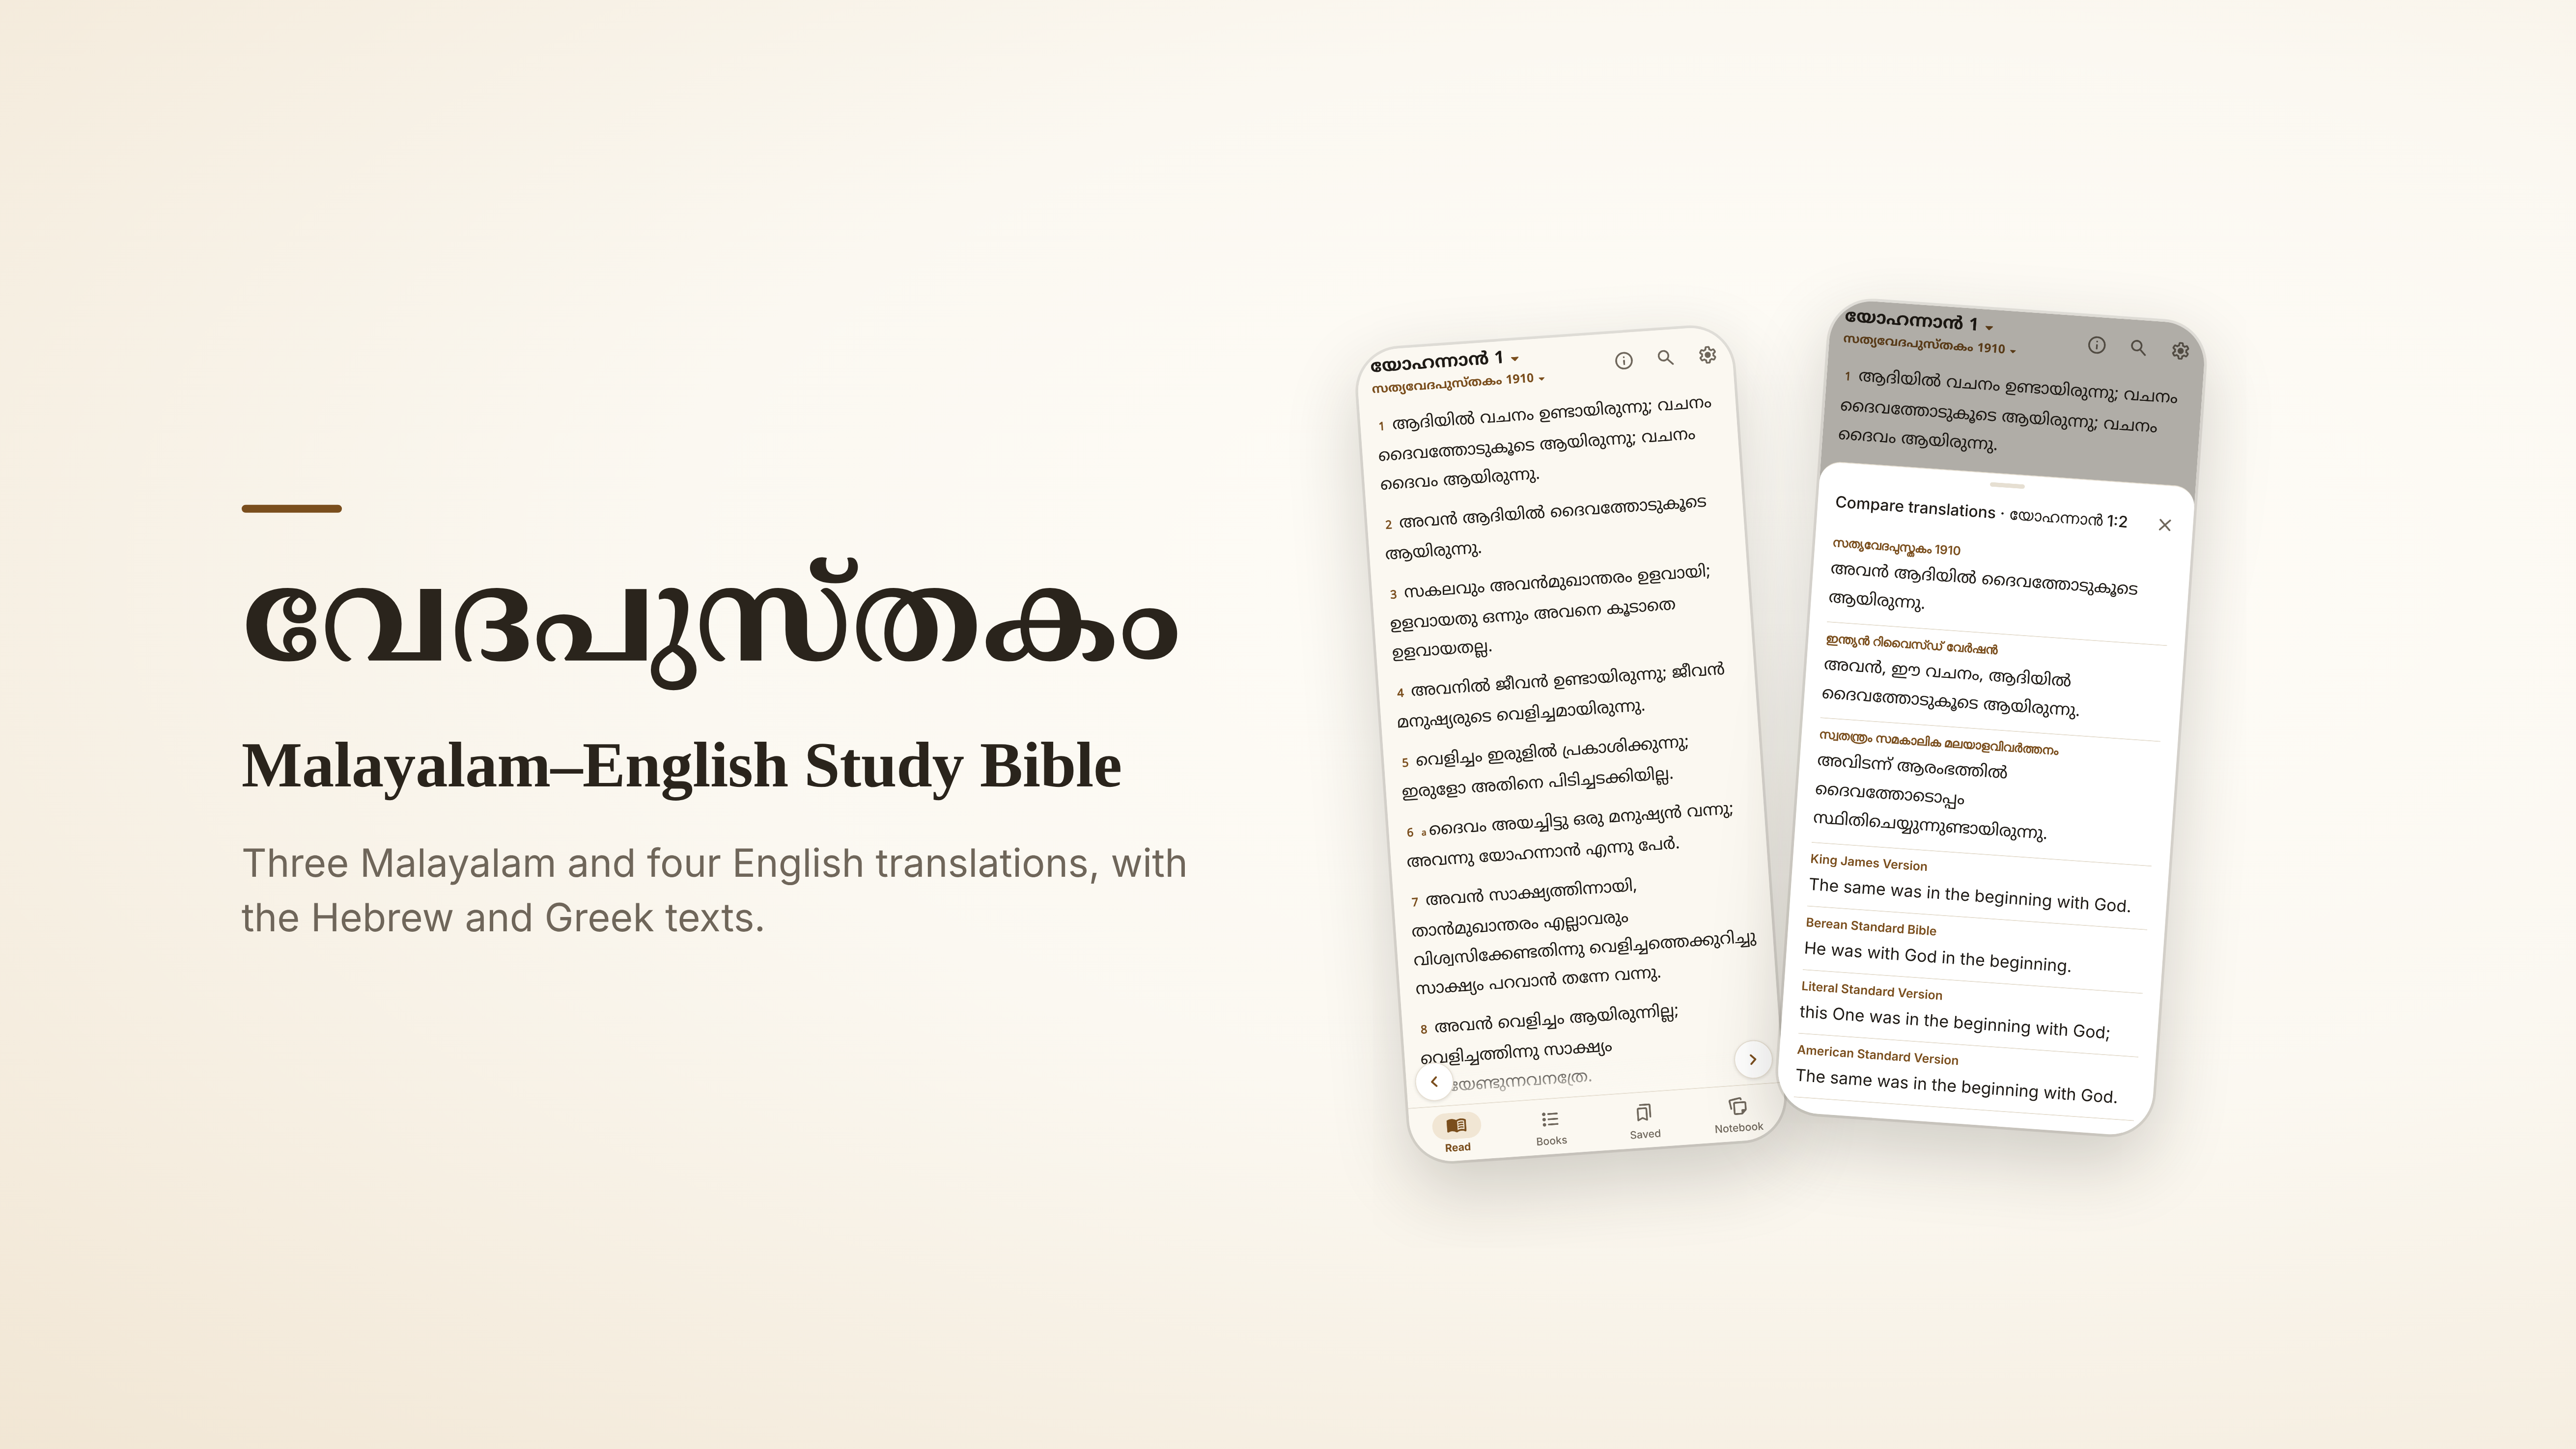 വേദപുസ്തകം
Malayalam–English Study Bible
Three Malayalam and four English translations, with
the Hebrew and Greek texts.
യോഹന്നാൻ 1
സത്യവേദപുസ്തകം 1910
1 ആദിയിൽ വചനം ഉണ്ടായിരുന്നു; വചനം
ദൈവത്തോടുകൂടെ ആയിരുന്നു; വചനം
ദൈവം ആയിരുന്നു.
2 അവൻ ആദിയിൽ ദൈവത്തോടുകൂടെ
ആയിരുന്നു.
3 സകലവും അവൻമുഖാന്തരം ഉളവായി;
ഉളവായതു ഒന്നും അവനെ കൂടാതെ
ഉളവായതല്ല.
4 അവനിൽ ജീവൻ ഉണ്ടായിരുന്നു; ജീവൻ
മനുഷ്യരുടെ വെളിച്ചമായിരുന്നു.
5 വെളിച്ചം ഇരുളിൽ പ്രകാശിക്കുന്നു;
ഇരുളോ അതിനെ പിടിച്ചടക്കിയില്ല.
6 a ദൈവം അയച്ചിട്ടു ഒരു മനുഷ്യൻ വന്നു;
അവന്നു യോഹന്നാൻ എന്നു പേർ.
7 അവൻ സാക്ഷ്യത്തിന്നായി,
താൻമുഖാന്തരം എല്ലാവരും
വിശ്വസിക്കേണ്ടതിന്നു വെളിച്ചത്തെക്കുറിച്ചു
സാക്ഷ്യം പറവാൻ തന്നേ വന്നു.
8 അവൻ വെളിച്ചം ആയിരുന്നില്ല;
വെളിച്ചത്തിന്നു സാക്ഷ്യം
യേണ്ടുന്നവനത്രേ.
Read
Books
Saved
Notebook
യോഹന്നാൻ 1
സത്യവേദപുസ്തകം 1910
1 ആദിയിൽ വചനം ഉണ്ടായിരുന്നു; വചനം
ദൈവത്തോടുകൂടെ ആയിരുന്നു; വചനം
ദൈവം ആയിരുന്നു.
Compare translations · യോഹന്നാൻ 1:2
സത്യവേദപുസ്തകം 1910
അവൻ ആദിയിൽ ദൈവത്തോടുകൂടെ
ആയിരുന്നു.
ഇന്ത്യൻ റിവൈസ്ഡ് വേർഷൻ
അവൻ, ഈ വചനം, ആദിയിൽ
ദൈവത്തോടുകൂടെ ആയിരുന്നു.
സ്വതന്ത്രം സമകാലിക മലയാളവിവർത്തനം
അവിടന്ന് ആരംഭത്തിൽ
ദൈവത്തോടൊപ്പം
സ്ഥിതിചെയ്യുന്നുണ്ടായിരുന്നു.
King James Version
The same was in the beginning with God.
Berean Standard Bible
He was with God in the beginning.
Literal Standard Version
this One was in the beginning with God;
American Standard Version
The same was in the beginning with God.